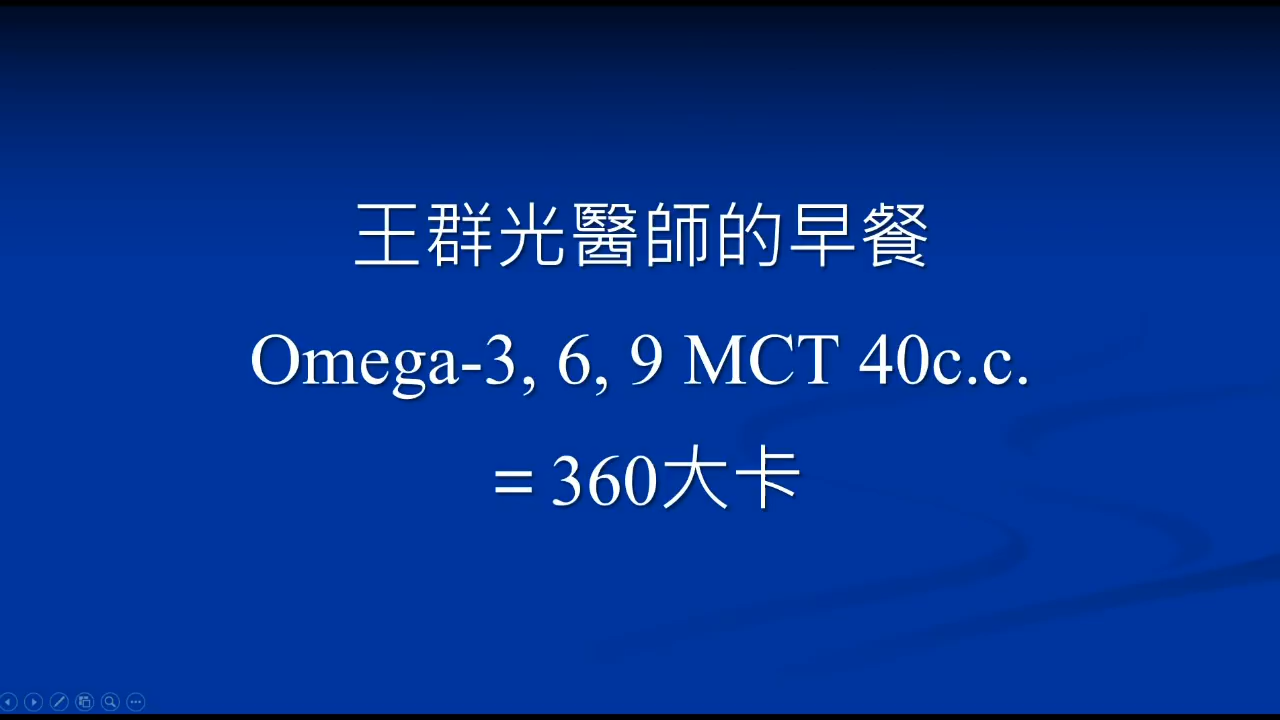 王群光醫師的早餐
Omega-3, 6, 9 MCT 40c.c.
= 360大卡